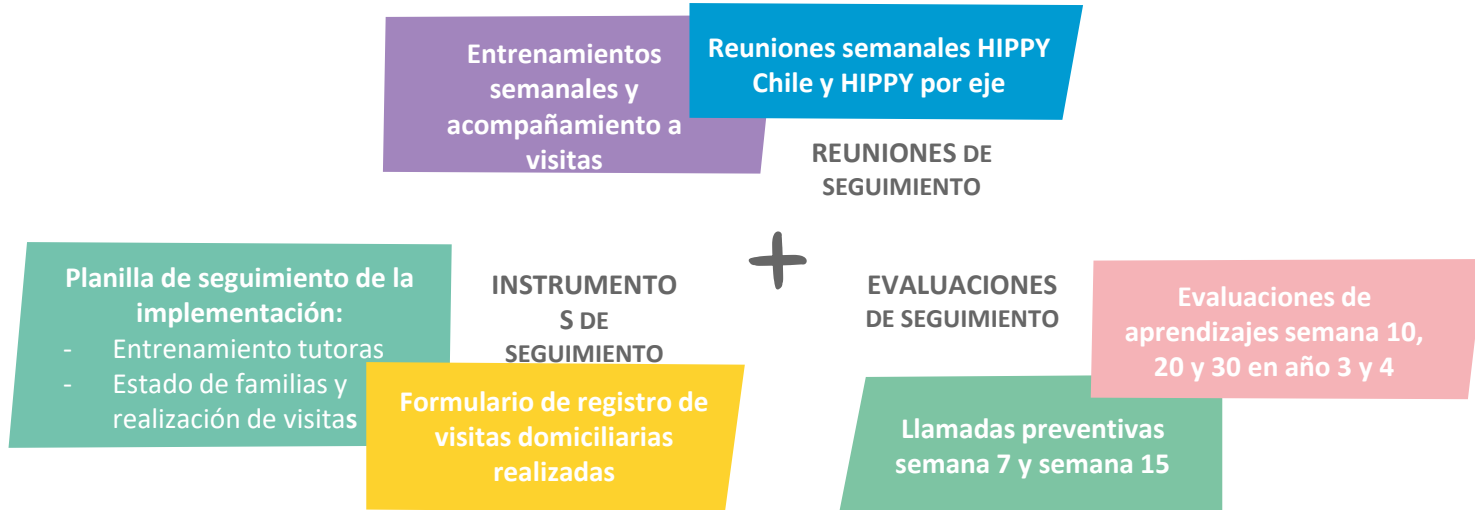 Entrenamientos
semanales y
acompañamiento a
visitas
Reuniones semanales HIPPY
Chile y HIPPY por eje
REUNIONES DE
SEGUIMIENTO
Planilla de seguimiento de la
implementación:
- Entrenamiento tutoras
- Estado de familias y
realización de visitas
INSTRUMENTO
S DE
SEGUIMIENTO
Formulario de registro de
visitas domiciliarias
realizadas
EVALUACIONES
DE SEGUIMIENTO
Evaluaciones de
aprendizajes semana 10,
20 y 30 en año 3 y 4
Llamadas preventivas
semana 7 y semana 15